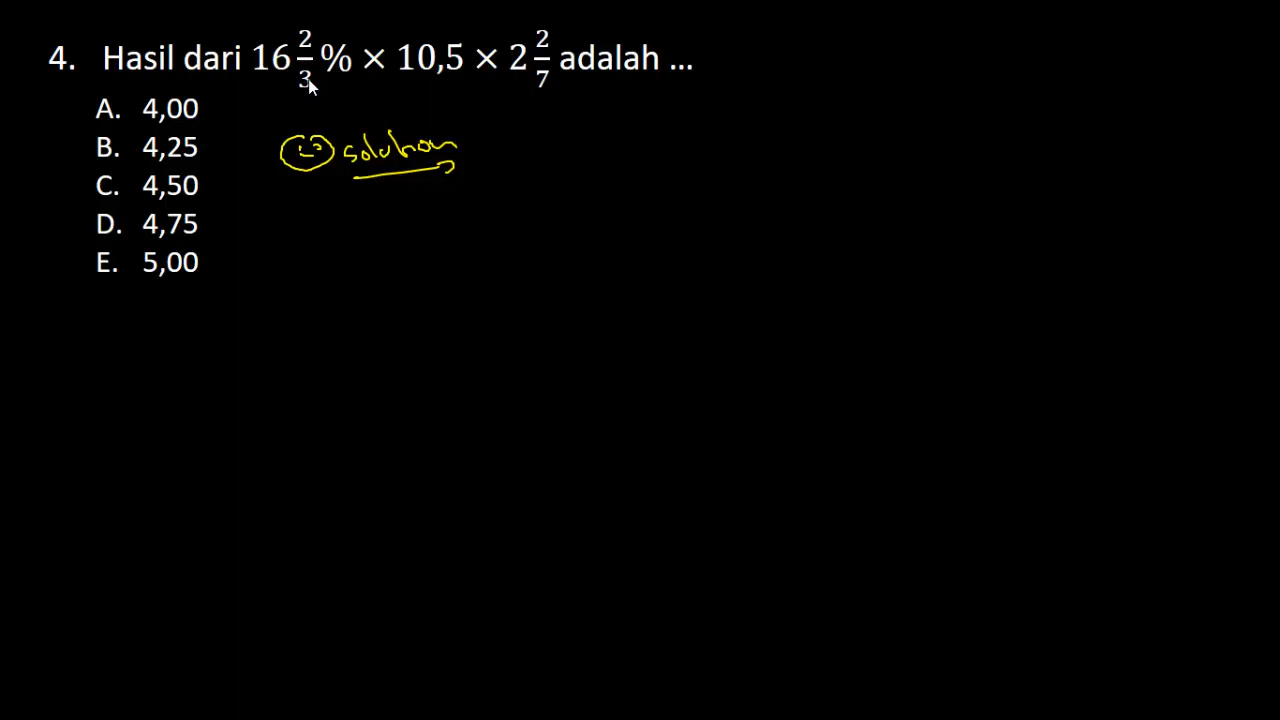 4. Hasil dari 16 2/3 % × 10,5 × 2 2/7 adalah ...
A. 4,00
B. 4,25
solution
C. 4,50
D. 4,75
E. 5,00